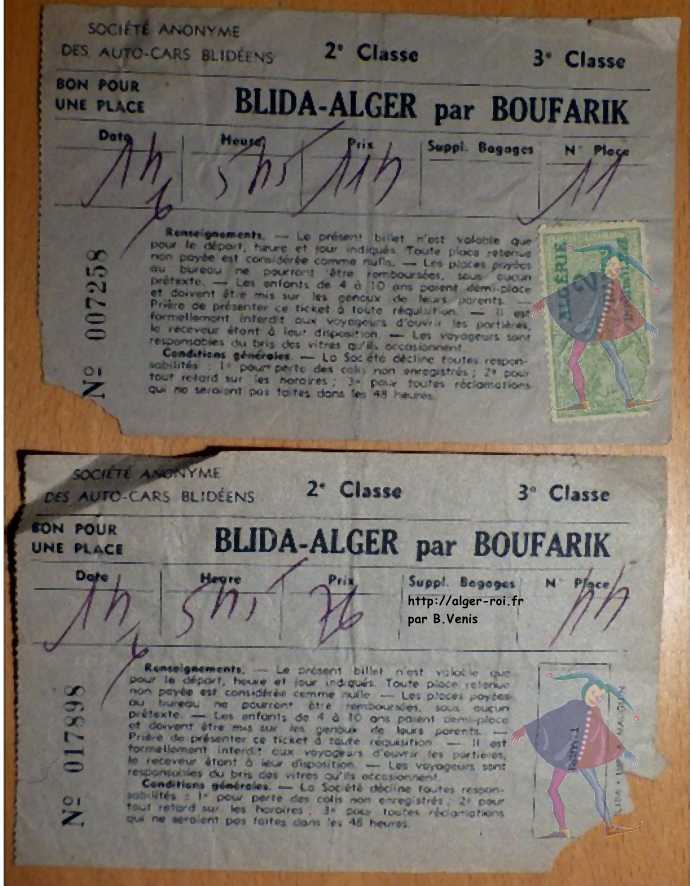 SOCIÉTÉ ANONYME
DES AUTO-CARS BLIDÉENS
2e Classe
3e Classe
BON POUR
UNE PLACE
BLIDA-ALGER par BOUFARIK
Date
Heure
Prix
Suppl. Bagages
N° Place
14
545
114
11
Renseignements. — Le présent billet n'est valable que
pour le départ, heure et jour indiqués. Toute place retenue
non payée est considérée comme nulle. — Les places payées
au bureau ne pourront être remboursées, sous aucun
prétexte. — Les enfants de 4 à 10 ans paient demi-place
et doivent être mis sur les genoux de leurs parents. —
Prière de présenter ce ticket à toute réquisition. — Il est
formellement interdit aux voyageurs d'ouvrir les portières,
le receveur étant à leur disposition. — Les voyageurs sont
responsables du bris des vitres qu'ils occasionnent.
Conditions générales. — La Société décline toutes respon-
sabilités : 1° pour perte des colis non enregistrés ; 2° pour
tout retard sur les horaires ; 3° pour toutes réclamations
qui ne seraient pas faites dans les 48 heures.
N° 007258
ALGÉRIE
SOCIÉTÉ ANONYME
DES AUTO-CARS BLIDÉENS
2e Classe
3e Classe
BON POUR
UNE PLACE
BLIDA-ALGER par BOUFARIK
Date
Heure
Prix
Suppl. Bagages
N° Place
14
545
76
44
http://alger-roi.fr
par B.Venis
Renseignements. — Le présent billet n'est valable que
pour le départ, heure et jour indiqués. Toute place retenue
non payée est considérée comme nulle. — Les places payées
au bureau ne pourront être remboursées, sous aucun
prétexte. — Les enfants de 4 à 10 ans paient demi-place
et doivent être mis sur les genoux de leurs parents. —
Prière de présenter ce ticket à toute réquisition. — Il est
formellement interdit aux voyageurs d'ouvrir les portières,
le receveur étant à leur disposition. — Les voyageurs sont
responsables du bris des vitres qu'ils occasionnent.
Conditions générales. — La Société décline toutes respon-
sabilités : 1° pour perte des colis non enregistrés ; 2° pour
tout retard sur les horaires ; 3° pour toutes réclamations
qui ne seraient pas faites dans les 48 heures.
N° 017898